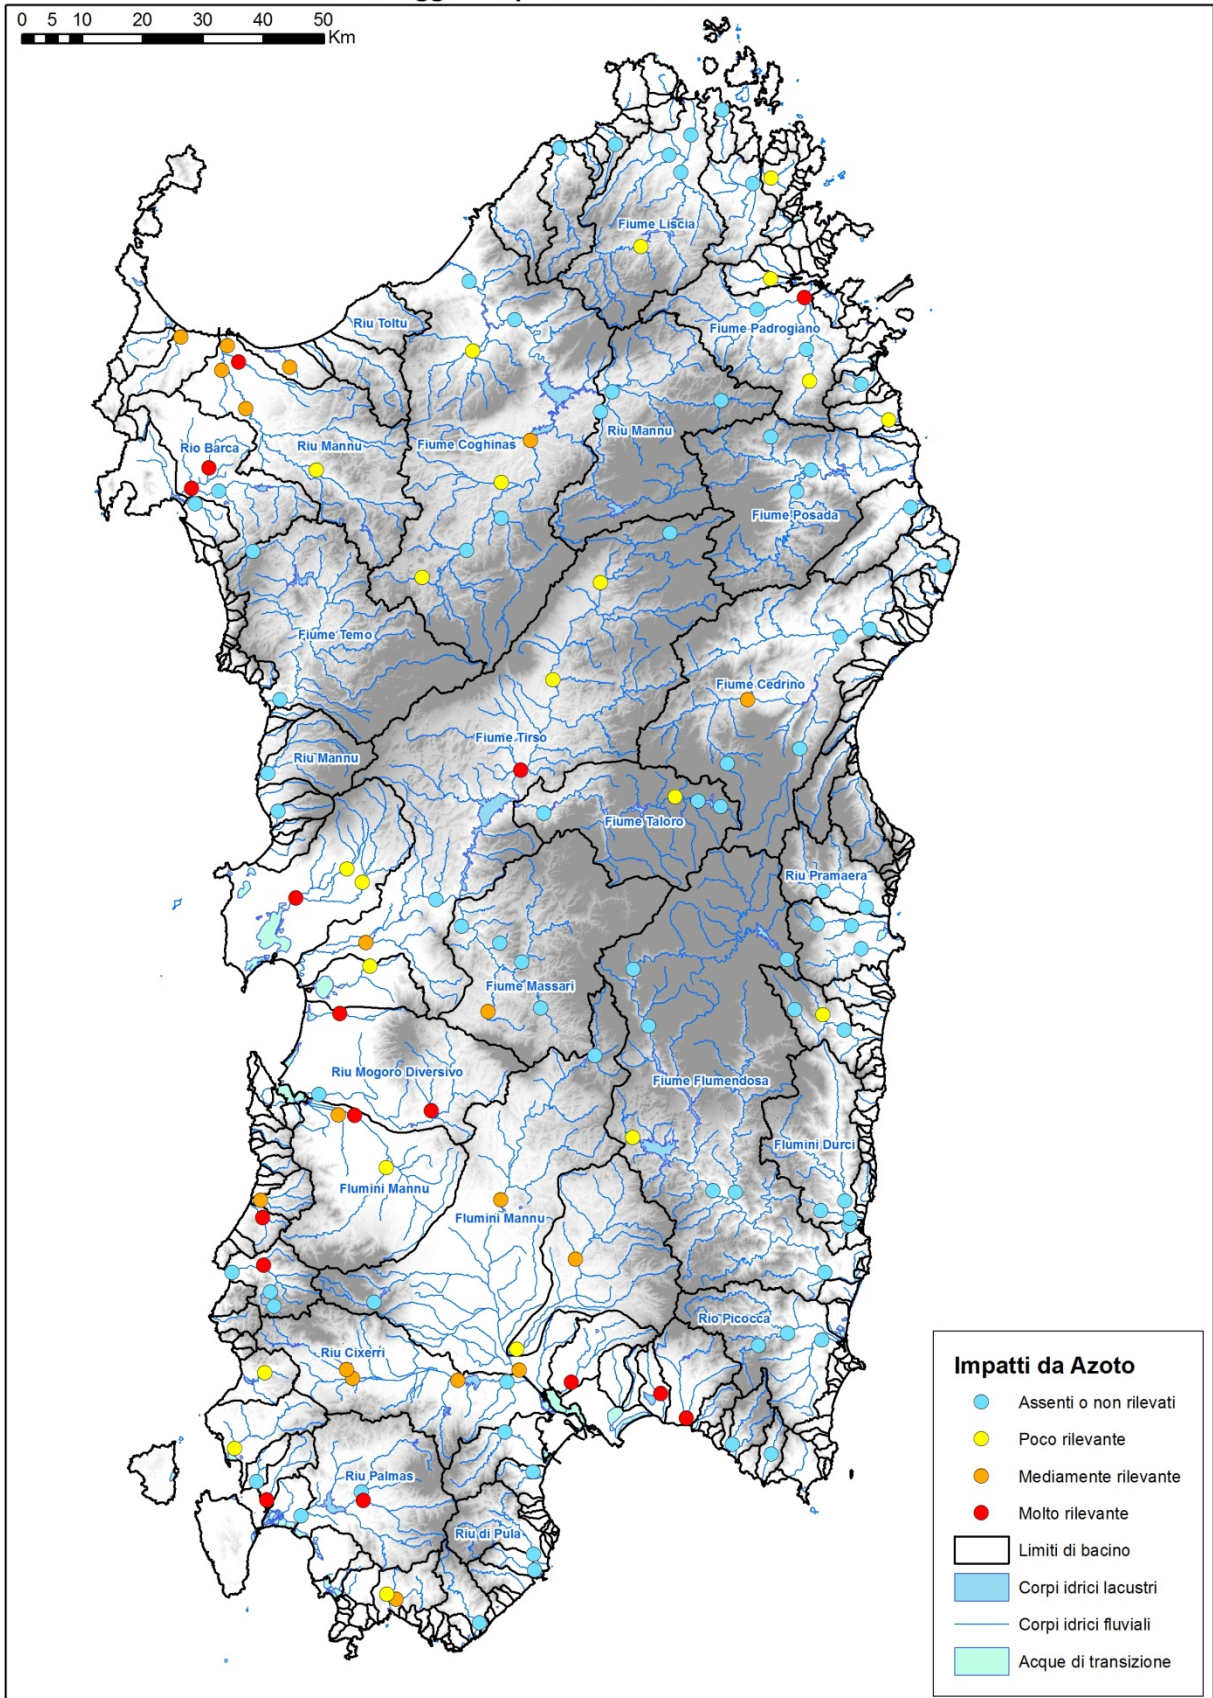 0 5 10 20 30 40 50
Km
Fiume Liscia
Riu Toltu
Fiume Padrogiano
Rio Barca
Riu Mannu
Fiume Coghinas
Riu Mannu
Fiume Posada
Fiume Temo
Fiume Cedrino
Fiume Tirso
Riu Mannu
Fiume Taloro
Riu Pramaera
Fiume Massari
Riu Mogoro Diversivo
Fiume Flumendosa
Flumini Durci
Flumini Mannu
Flumini Mannu
Rio Picocca
Riu Cixerri
Riu Palmas
Riu di Pula
Impatti da Azoto
Assenti o non rilevati
Poco rilevante
Mediamente rilevante
Molto rilevante
Limiti di bacino
Corpi idrici lacustri
Corpi idrici fluviali
Acque di transizione